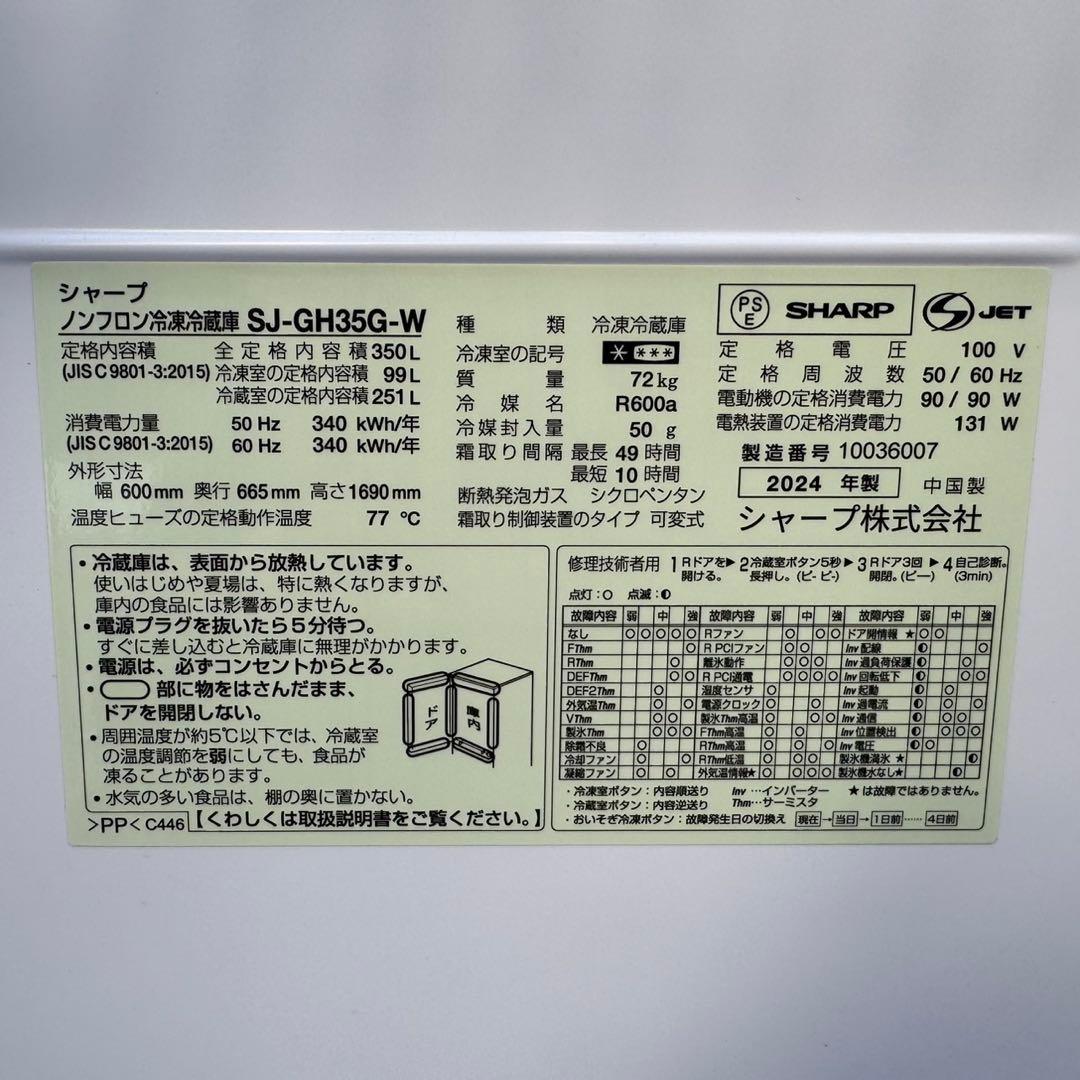 シャープ
ノンフロン冷凍冷蔵庫 SJ-GH35G-W
定格内容積 全定格内容積 350 L
(JIS C 9801-3:2015) 冷凍室の定格内容積 99 L
冷蔵室の定格内容積 251 L
消費電力量 50 Hz 340 kWh/年
(JIS C 9801-3:2015) 60 Hz 340 kWh/年
外形寸法
幅 600mm 奥行 665mm 高さ1690mm
温度ヒューズの定格動作温度 77 ℃
種類 冷凍冷蔵庫
冷凍室の記号 * ***
質量 72 kg
冷媒名 R600a
冷媒封入量 50 g
霜取り間隔 最長 49 時間
最短 10 時間
断熱発泡ガス シクロペンタン
霜取り制御装置のタイプ 可変式
PSE SHARP S JET
定格電圧 100 V
定格周波数 50 / 60 Hz
電動機の定格消費電力 90 / 90 W
電熱装置の定格消費電力 131 W
製造番号 10036007
2024 年製 中国製
シャープ株式会社
・冷蔵庫は、表面から放熱しています。
使いはじめや夏場は、特に熱くなりますが、
庫内の食品には影響ありません。
・電源プラグを抜いたら5分待つ。
すぐに差し込むと冷蔵庫に無理がかかります。
・電源は、必ずコンセントからとる。
・ 部に物をはさんだまま、
ドアを開閉しない。
・周囲温度が約5℃以下では、冷蔵室
の温度調節を弱にしても、食品が
凍ることがあります。
・水気の多い食品は、棚の奥に置かない。
ドア 庫内
>PP< C446 【くわしくは取扱説明書をご覧ください。】
修理技術者用 1 Rドアを開ける。▶ 2 冷蔵室ボタン5秒長押し。(ピ- ピ-)▶ 3 Rドア3回開閉。(ピー)▶ 4 自己診断。(3min)
点灯:○ 点滅:◐
故障内容 弱 中 強 故障内容 弱 中 強 故障内容 弱 中 強
なし ○ ○ ○ ○ ○ Rファン ○ ○ ○ ドア開情報 ★ ○ ○
FThm ○ R PCIファン ○ ○ Inv 配線 ◐
RThm ○ 離氷動作 ○ ○ ○ Inv 過負荷保護 ◐ ○
DEFThm ○ ○ R PCI通電 ○ ○ ○ ○ Inv 回転低下 ◐ ○
DEF2Thm ○ 湿度センサ ○ Inv 起動 ◐ ○
外気温Thm ○ ○ 電源クロック ○ ○ Inv 過電流 ◐ ○ ○
VThm ○ ○ 製氷Thm高温 ○ ○ Inv 通信 ◐ ○ ○
製氷Thm ○ ○ ○ FThm高温 ○ ○ Inv 位置検出 ◐ ○ ○ ○
除霜不良 ○ RThm高温 ○ ○ Inv 電圧 ◐ ○
冷却ファン ○ ○ RThm低温 ○ ○ ○ 製氷機満氷 ★ ◐
凝縮ファン ○ ○ 外気温情報★ ○ ○ ○ 製氷機水なし★ ◐
・冷凍室ボタン:内容順送り Inv …インバーター ★は故障ではありません。
・冷蔵室ボタン:内容逆送り Thm…サーミスタ
・おいそぎ冷凍ボタン:故障発生日の切換え 現在→当日→1日前……4日前